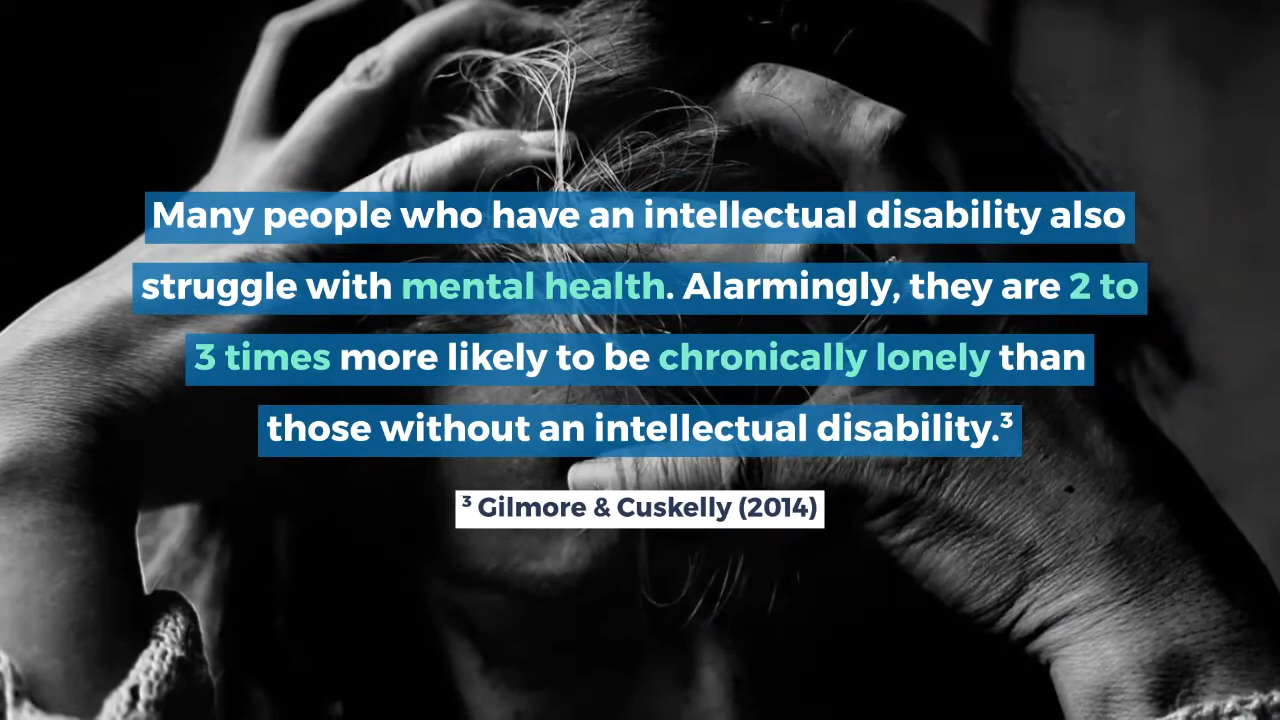 Many people who have an intellectual disability also
struggle with mental health. Alarmingly, they are 2 to
3 times more likely to be chronically lonely than
those without an intellectual disability.³
³ Gilmore & Cuskelly (2014)